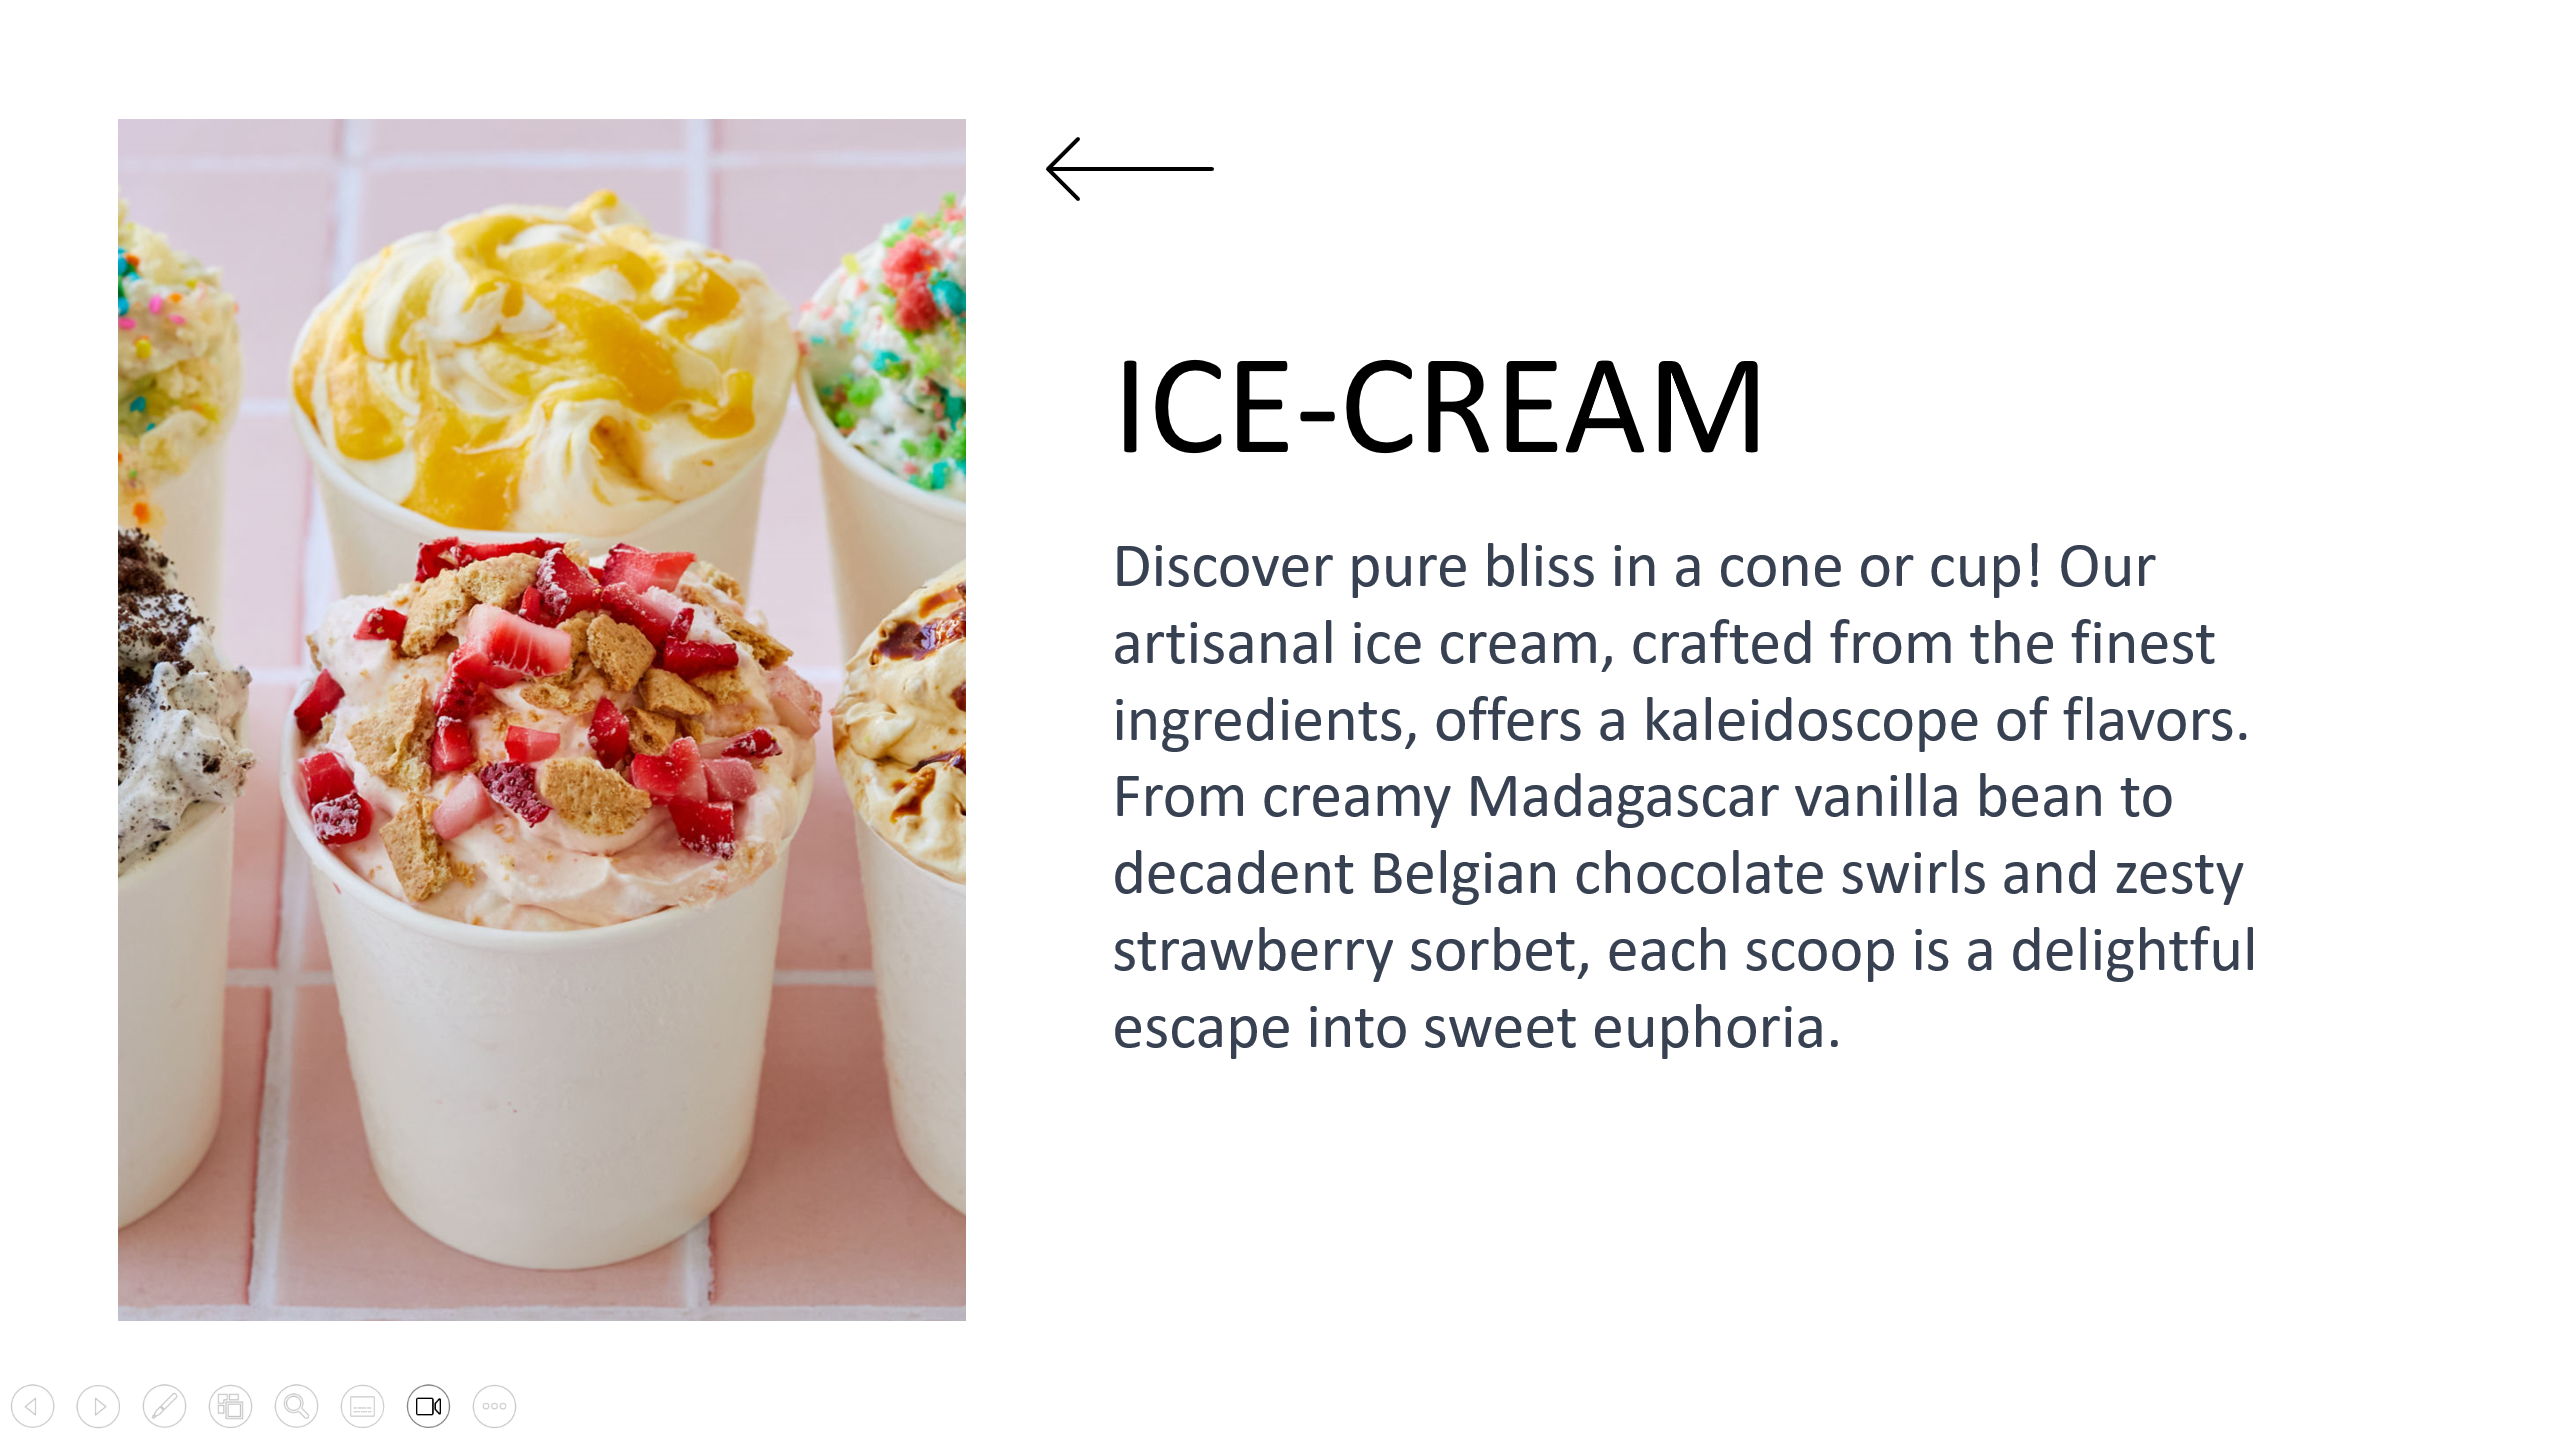 ICE-CREAM
Discover pure bliss in a cone or cup! Our
artisanal ice cream, crafted from the finest
ingredients, offers a kaleidoscope of flavors.
From creamy Madagascar vanilla bean to
decadent Belgian chocolate swirls and zesty
strawberry sorbet, each scoop is a delightful
escape into sweet euphoria.